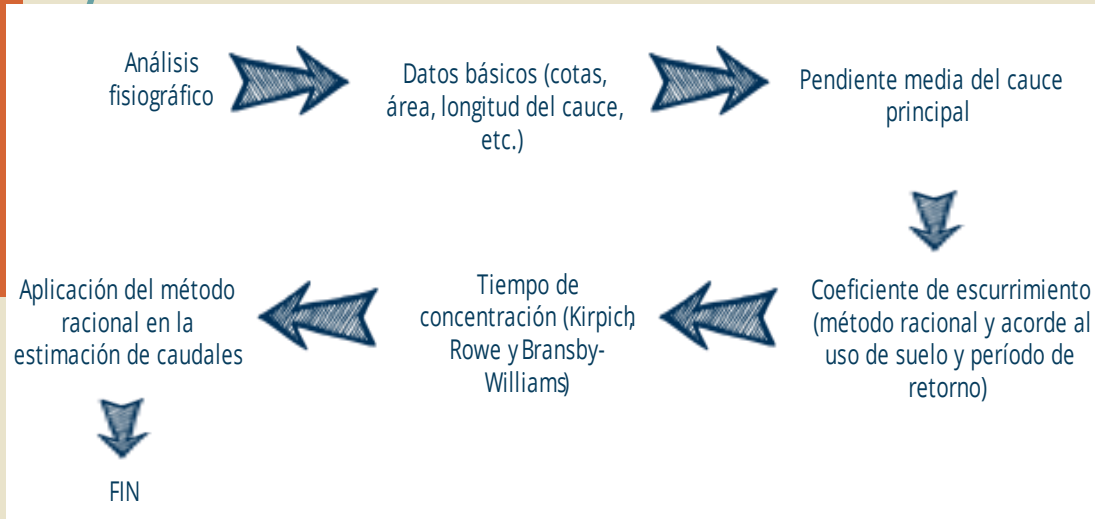 Análisis
fisiográfico
Datos básicos (cotas,
área, longitud del cauce,
etc.)
Pendiente media del cauce
principal
Coeficiente de escurrimiento
(método racional y acorde al
uso de suelo y período de
retorno)
Tiempo de
concentración (Kirpich,
Rowe y Bransby-
Williams)
Aplicación del método
racional en la
estimación de caudales
FIN